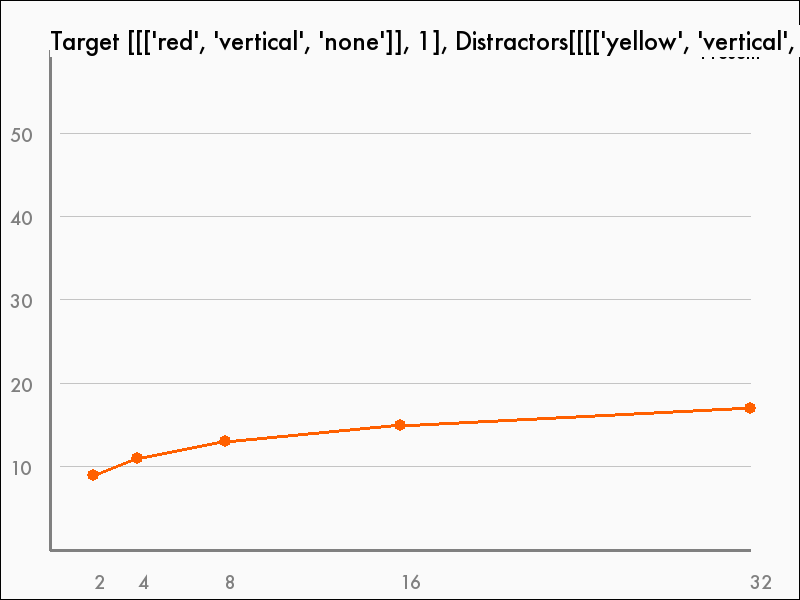 Target [[['red', 'vertical', 'none']], 1], Distractors[[[['yellow', 'vertical',
50
40
30
20
10
2 4 8 16 32